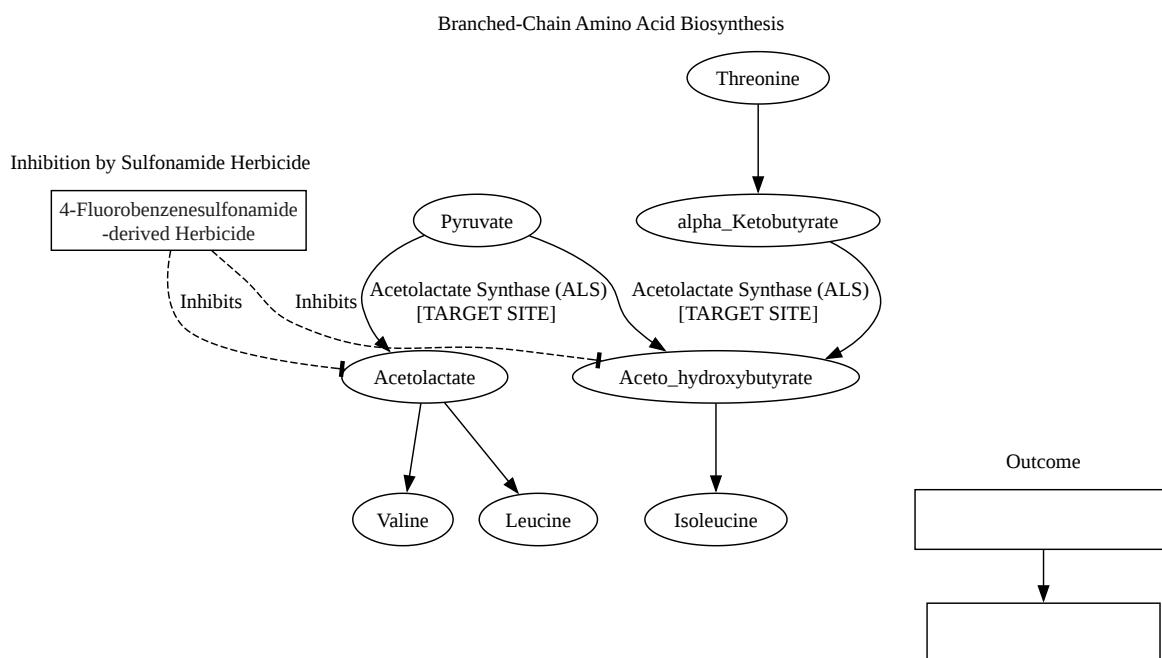 Branched-Chain Amino Acid Biosynthesis
Threonine
Inhibition by Sulfonamide Herbicide
4-Fluorobenzenesulfonamide
-derived Herbicide
Pyruvate
alpha_Ketobutyrate
Inhibits
Inhibits
Acetolactate Synthase (ALS)
[TARGET SITE]
Acetolactate Synthase (ALS)
[TARGET SITE]
Acetolactate
Aceto_hydroxybutyrate
Outcome
Valine
Leucine
Isoleucine